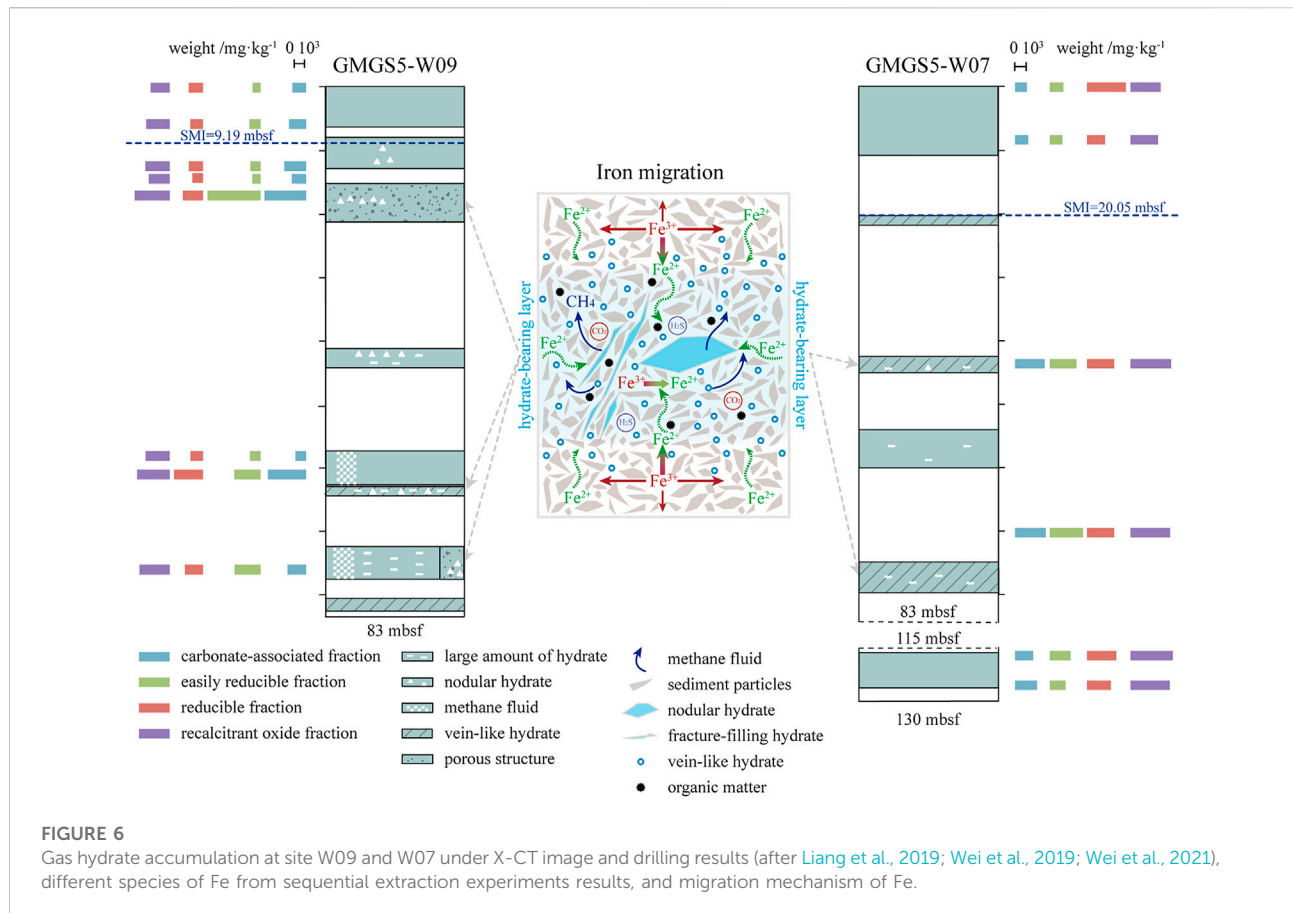 weight /mg·kg⁻¹ 0 10³
GMGS5-W09
SMI=9.19 mbsf
83 mbsf
Iron migration
Fe²⁺ Fe²⁺
Fe³⁺
Fe²⁺
CH₄
CO₂
H₂S
Fe²⁺ Fe²⁺
Fe³⁺ Fe²⁺
CO₂
H₂S
Fe²⁺
Fe³⁺
Fe²⁺ Fe²⁺
hydrate-bearing layer
hydrate-bearing layer
0 10³ weight /mg·kg⁻¹
GMGS5-W07
SMI=20.05 mbsf
83 mbsf
115 mbsf
130 mbsf
carbonate-associated fraction
easily reducible fraction
reducible fraction
recalcitrant oxide fraction
large amount of hydrate
nodular hydrate
methane fluid
vein-like hydrate
porous structure
methane fluid
sediment particles
nodular hydrate
fracture-filling hydrate
vein-like hydrate
organic matter
FIGURE 6
Gas hydrate accumulation at site W09 and W07 under X-CT image and drilling results (after Liang et al., 2019; Wei et al., 2019; Wei et al., 2021),
different species of Fe from sequential extraction experiments results, and migration mechanism of Fe.